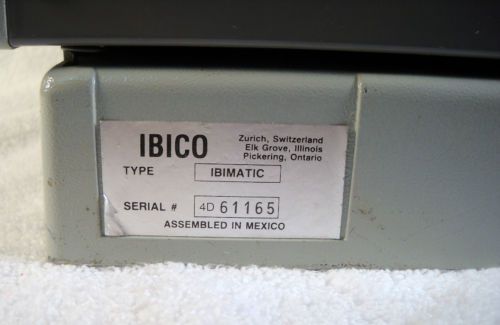 IBICO
Zurich, Switzerland
Elk Grove, Illinois
Pickering, Ontario
TYPE IBIMATIC
SERIAL # 4D 61165
ASSEMBLED IN MEXICO